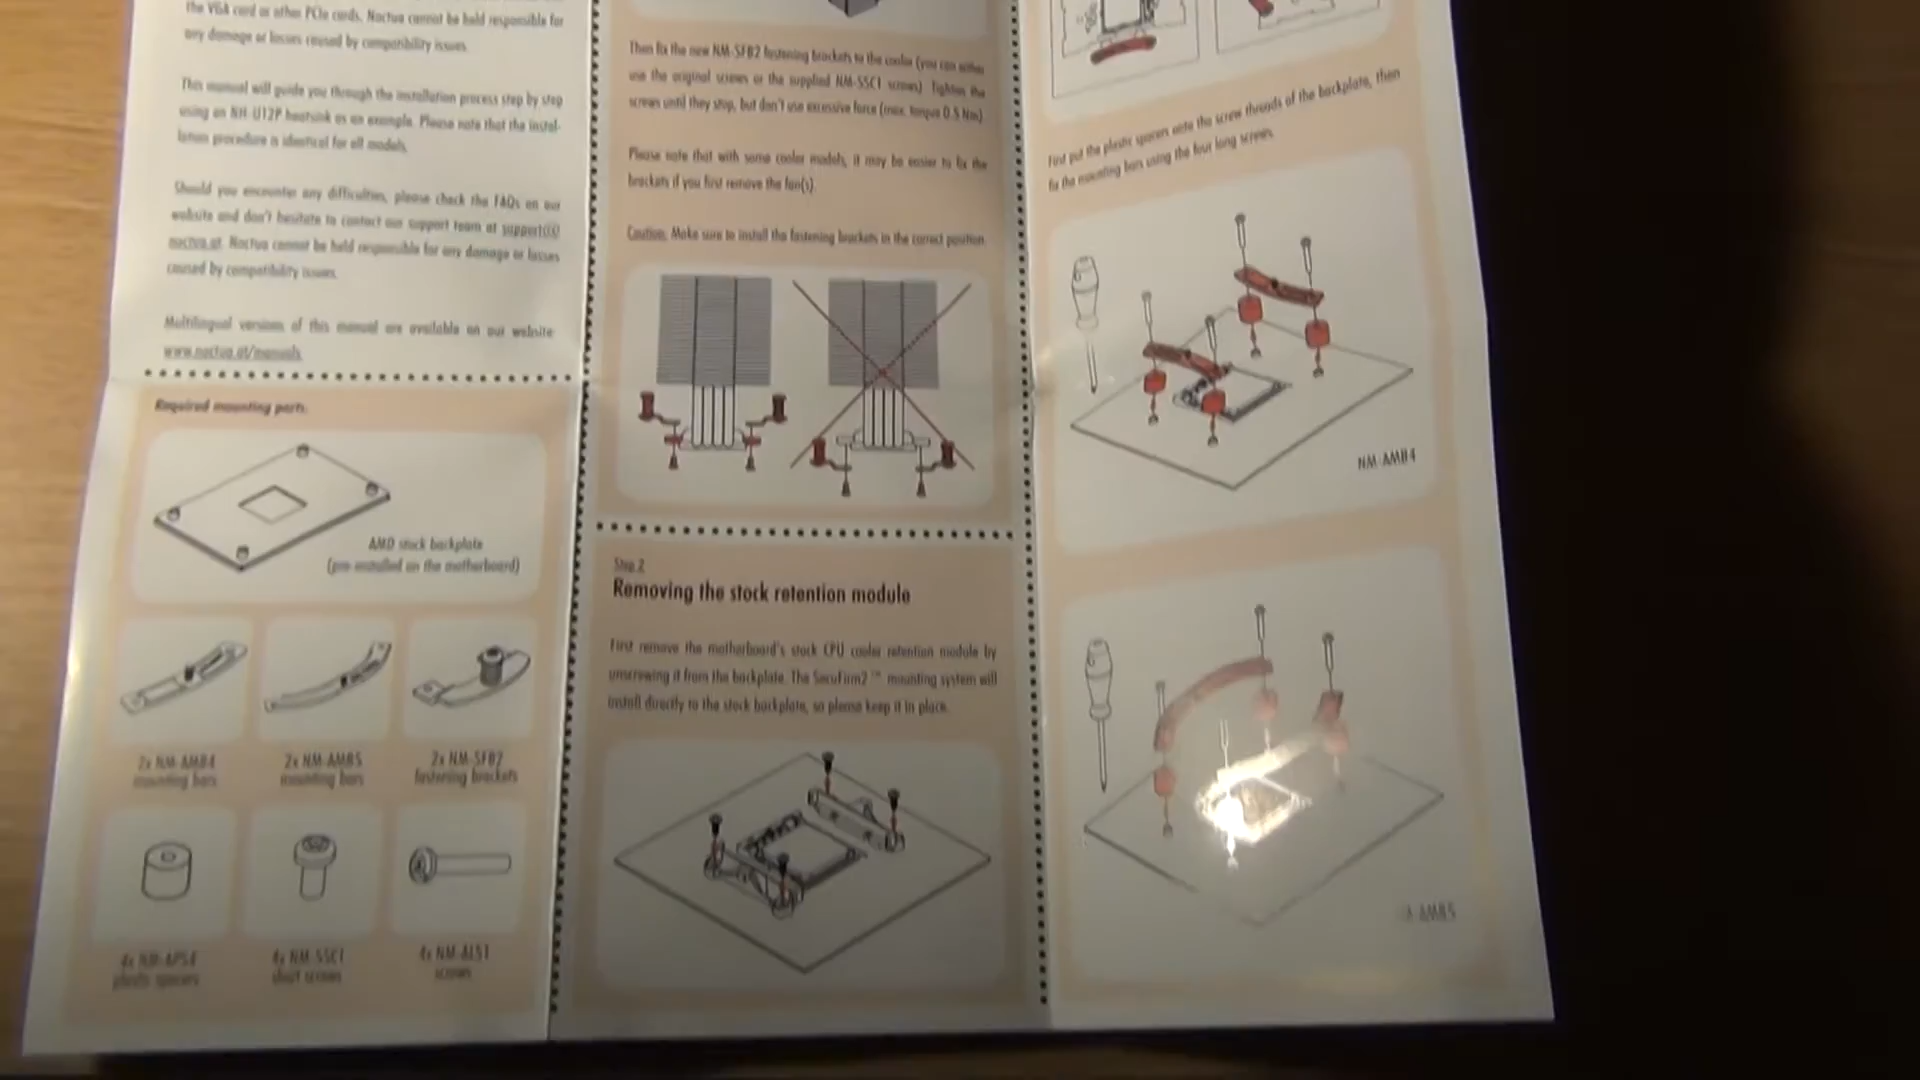 the VGA card or other PCIe cards. Noctua cannot be held responsible for
any damage or losses caused by compatibility issues.
This manual will guide you through the installation process step by step
using an NH-U12P heatsink as an example. Please note that the instal-
lation procedure is identical for all models.
Should you encounter any difficulties, please check the FAQs on our
website and don't hesitate to contact our support team at support@
noctua.at. Noctua cannot be held responsible for any damage or losses
caused by compatibility issues.
Multilingual versions of this manual are available on our website
www.noctua.at/manuals.
Required mounting parts:
AMD stock backplate
(pre-installed on the motherboard)
2x NM-AMB4
mounting bars
2x NM-AMB5
mounting bars
2x NM-SFB2
fastening brackets
4x NM-APS4
plastic spacers
4x NM-SSC1
short screws
4x NM-ALS1
screws
Then fix the new NM-SFB2 fastening brackets to the cooler (you can either
use the original screws or the supplied NM-SSC1 screws). Tighten the
screws until they stop, but don't use excessive force (max. torque 0.5 Nm)
Please note that with some cooler models, it may be easier to fix the
brackets if you first remove the fan(s).
Caution: Make sure to install the fastening brackets in the correct position.
Step 2
Removing the stock retention module
First remove the motherboard's stock CPU cooler retention module by
unscrewing it from the backplate. The SecuFirm2™ mounting system will
install directly to the stock backplate, so please keep it in place.
First put the plastic spacers onto the screw threads of the backplate, then
fix the mounting bars using the four long screws.
NM-AMB4
-AMB5